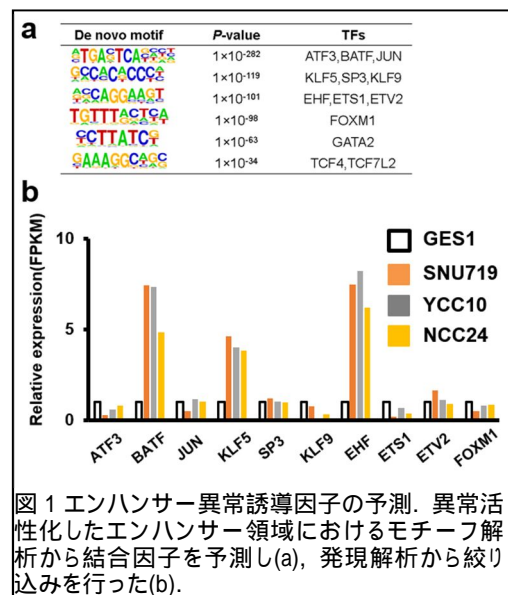 a
De novo motif P-value TFs
ATGACTCA 1×10-282 ATF3,BATF,JUN
GCCACACCC 1×10-119 KLF5,SP3,KLF9
CAGGAAGT 1×10-101 EHF,ETS1,ETV2
TGTTTACTCA 1×10-98 FOXM1
CCTTATCT 1×10-63 GATA2
GAAAGGCAGC 1×10-34 TCF4,TCF7L2
b
Relative expression(FPKM)
10
5
0
GES1
SNU719
YCC10
NCC24
ATF3 BATF JUN KLF5 SP3 KLF9 EHF ETS1 ETV2 FOXM1
図 1 エンハンサー異常誘導因子の予測. 異常活
性化したエンハンサー領域におけるモチーフ解
析から結合因子を予測し(a), 発現解析から絞り
込みを行った(b).